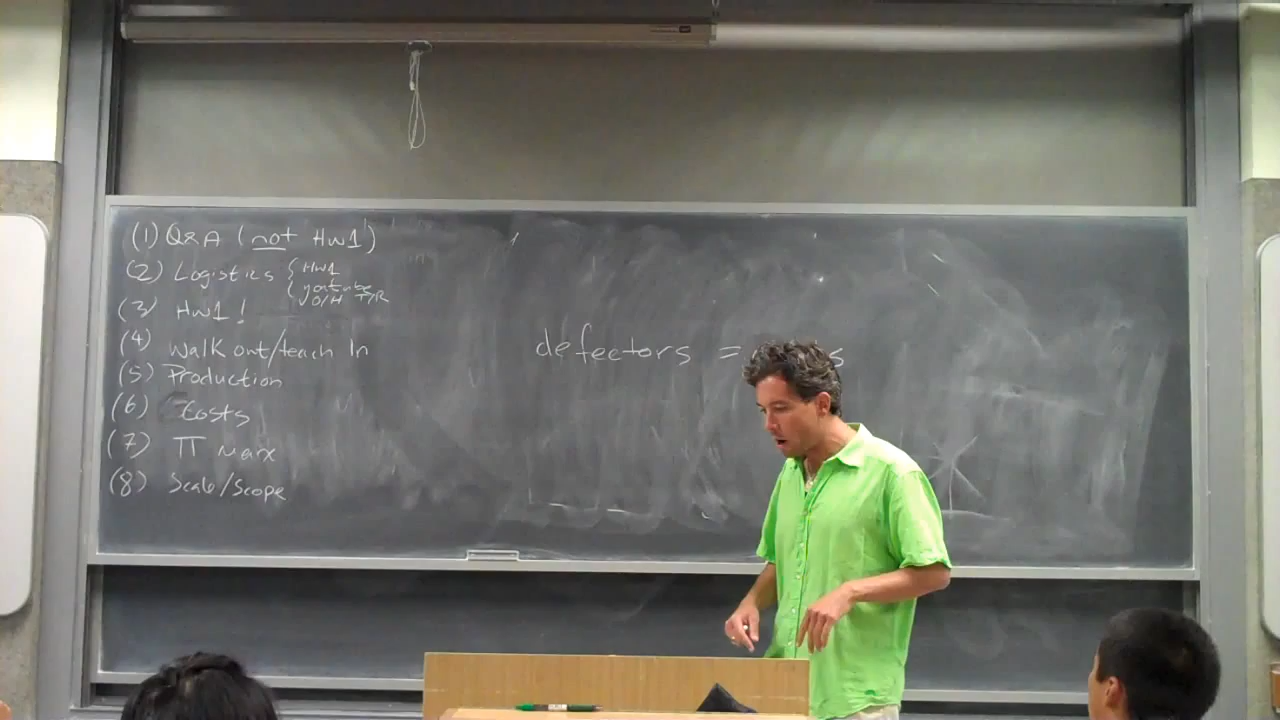 (1) Q&A (not HW1)
(2) Logistics { HW1
{ youtube
O/H T/R
(3) HW1!
(4) Walk out/teach In
(5) Production
(6) Costs
(7) π Max
(8) Scale/Scope
defectors =